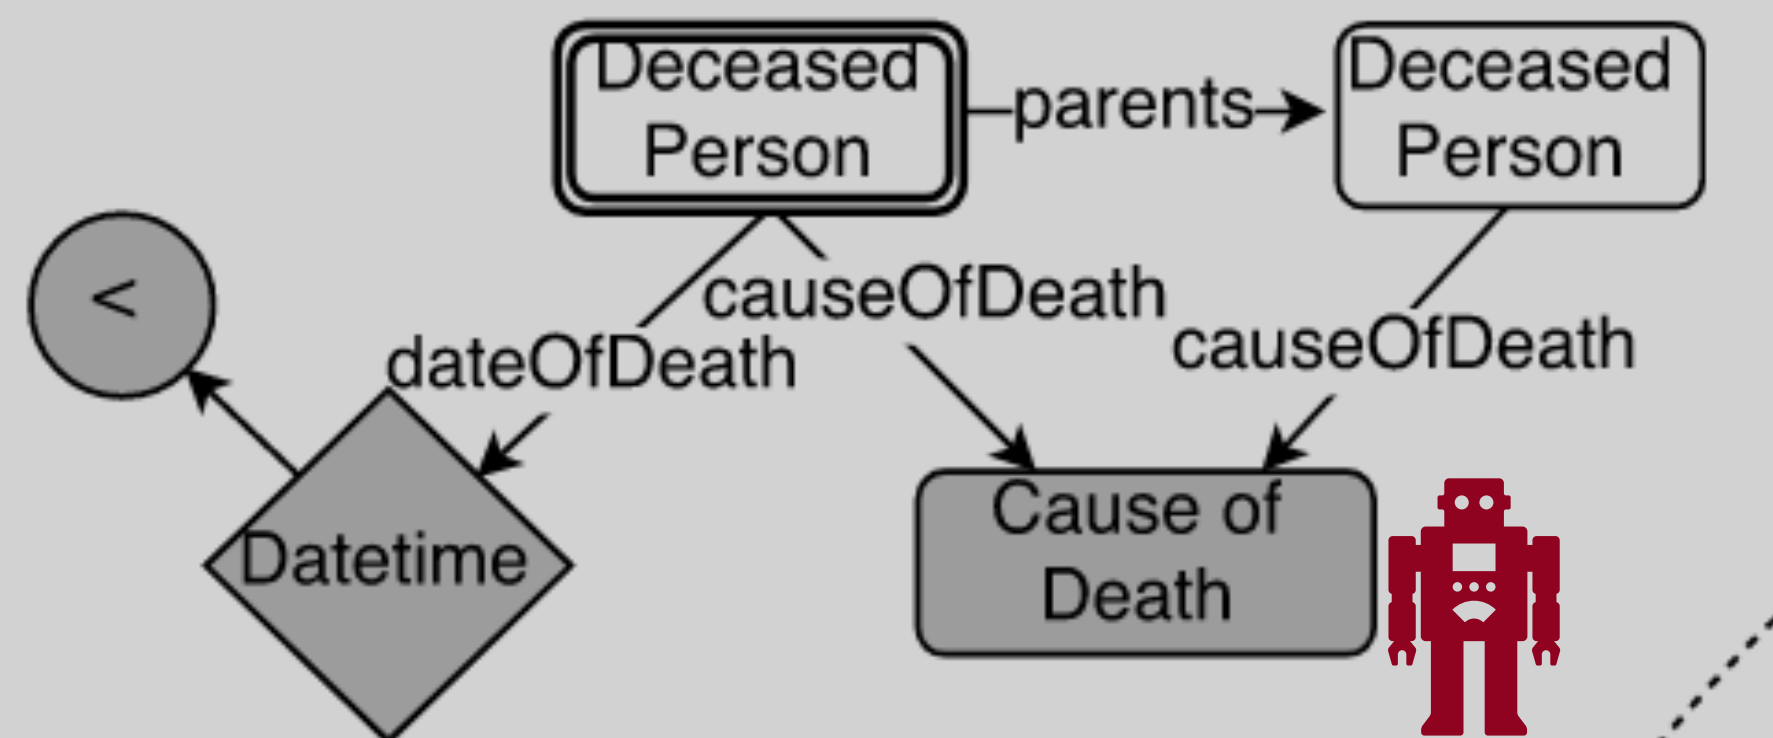 Deceased
Person
parents
Deceased
Person
<
causeOfDeath
causeOfDeath
dateOfDeath
Datetime
Cause of
Death